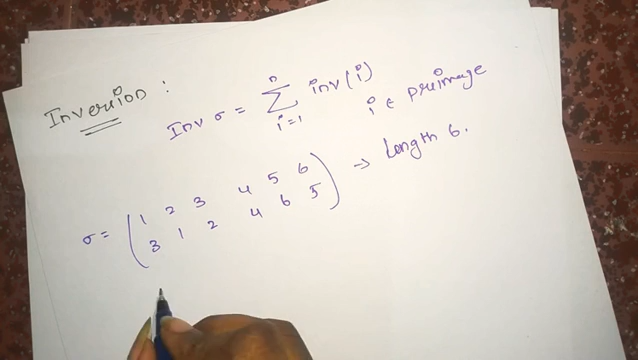 Inversion :
Inv σ = n Σ i=1 inv(i)
i ∈ preimage
σ = ( 1 2 3 4 5 6 ) → Length 6.
3 1 2 4 6 5